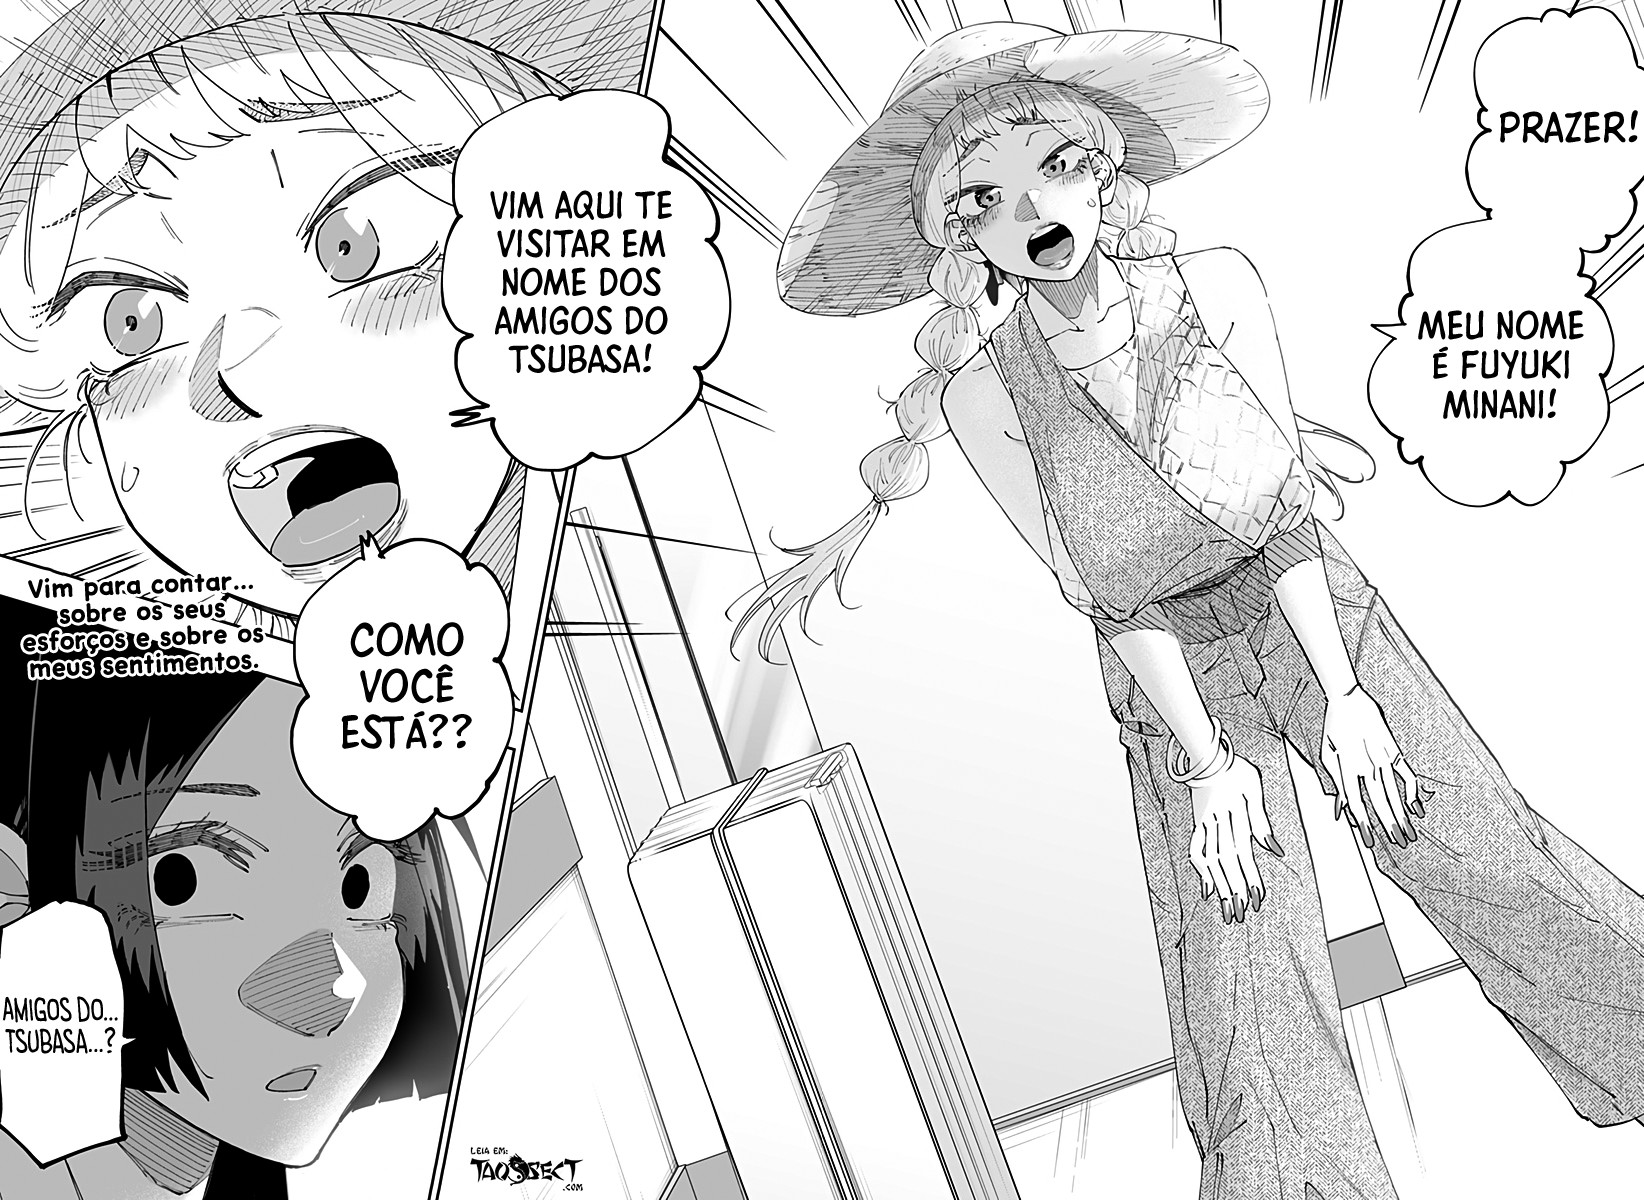 PRAZER!
MEU NOME
É FUYUKI
MINANI!
VIM AQUI TE
VISITAR EM
NOME DOS
AMIGOS DO
TSUBASA!
COMO
VOCÊ
ESTÁ??
Vim para contar...
sobre os seus
esforços e sobre os
meus sentimentos.
AMIGOS DO...
TSUBASA...?
LEIA EM:
TAOSSECT
.COM